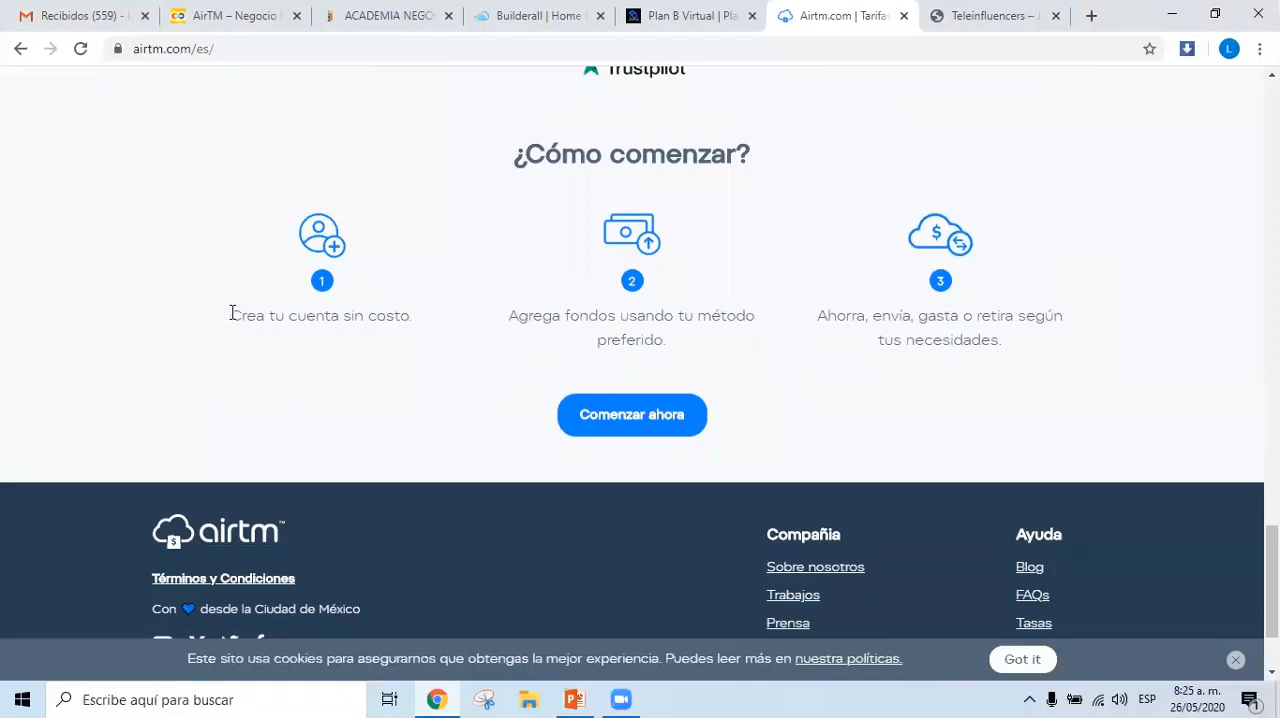 Recibidos (559) - l
AirTM - Negocio
ACADEMIA NEGO
Builderall | Home
Plan B Virtual | Pla
Airtm.com | Tarifas
Teleinfluencers -
airtm.com/es/
L
Trustpilot
¿Cómo comenzar?
1
2
3
Crea tu cuenta sin costo.
Agrega fondos usando tu método
preferido.
Ahorra, envía, gasta o retira según
tus necesidades.
Comenzar ahora
airtm™
Términos y Condiciones
Con 💙 desde la Ciudad de México
Compañia
Sobre nosotros
Trabajos
Prensa
Ayuda
Blog
FAQs
Tasas
Este sito usa cookies para asegurarnos que obtengas la mejor experiencia. Puedes leer más en nuestra políticas.
Got it
Escribe aquí para buscar
ESP
8:25 a. m.
26/05/2020